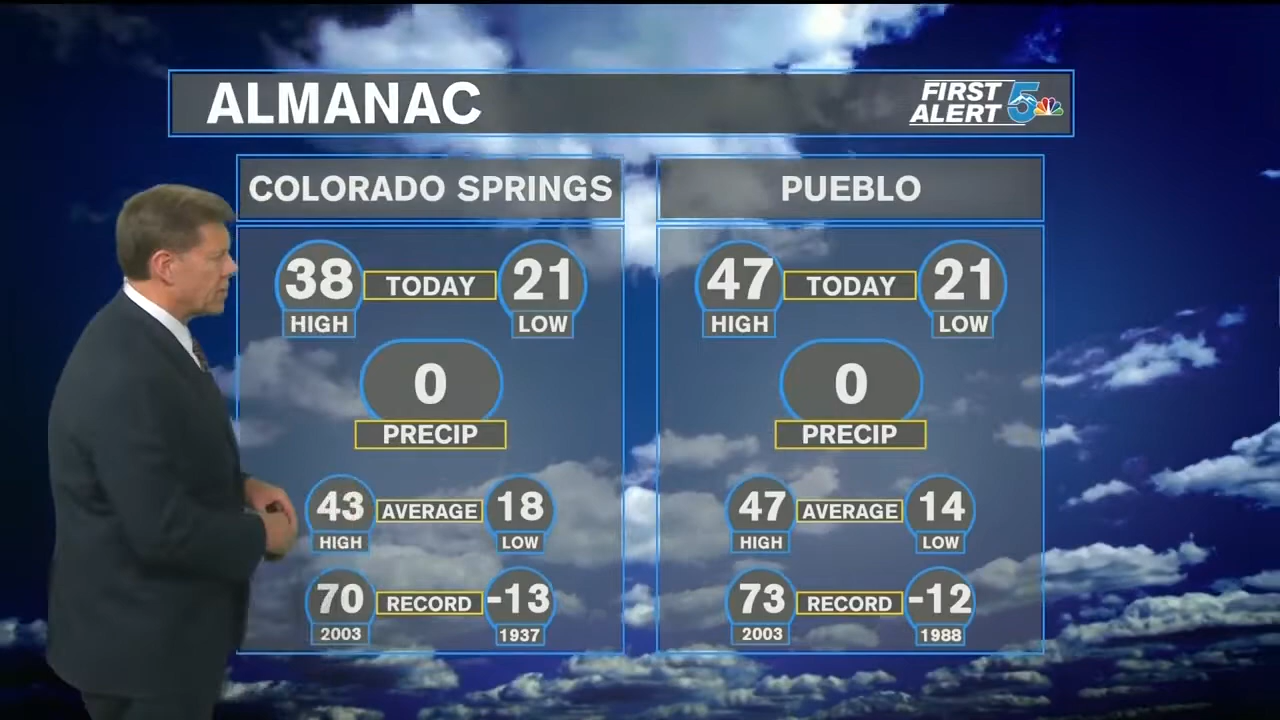 ALMANAC
FIRST
ALERT 5
COLORADO SPRINGS
38 TODAY 21
HIGH LOW
0
PRECIP
43 AVERAGE 18
HIGH LOW
70 RECORD -13
2003 1937
PUEBLO
47 TODAY 21
HIGH LOW
0
PRECIP
47 AVERAGE 14
HIGH LOW
73 RECORD -12
2003 1988